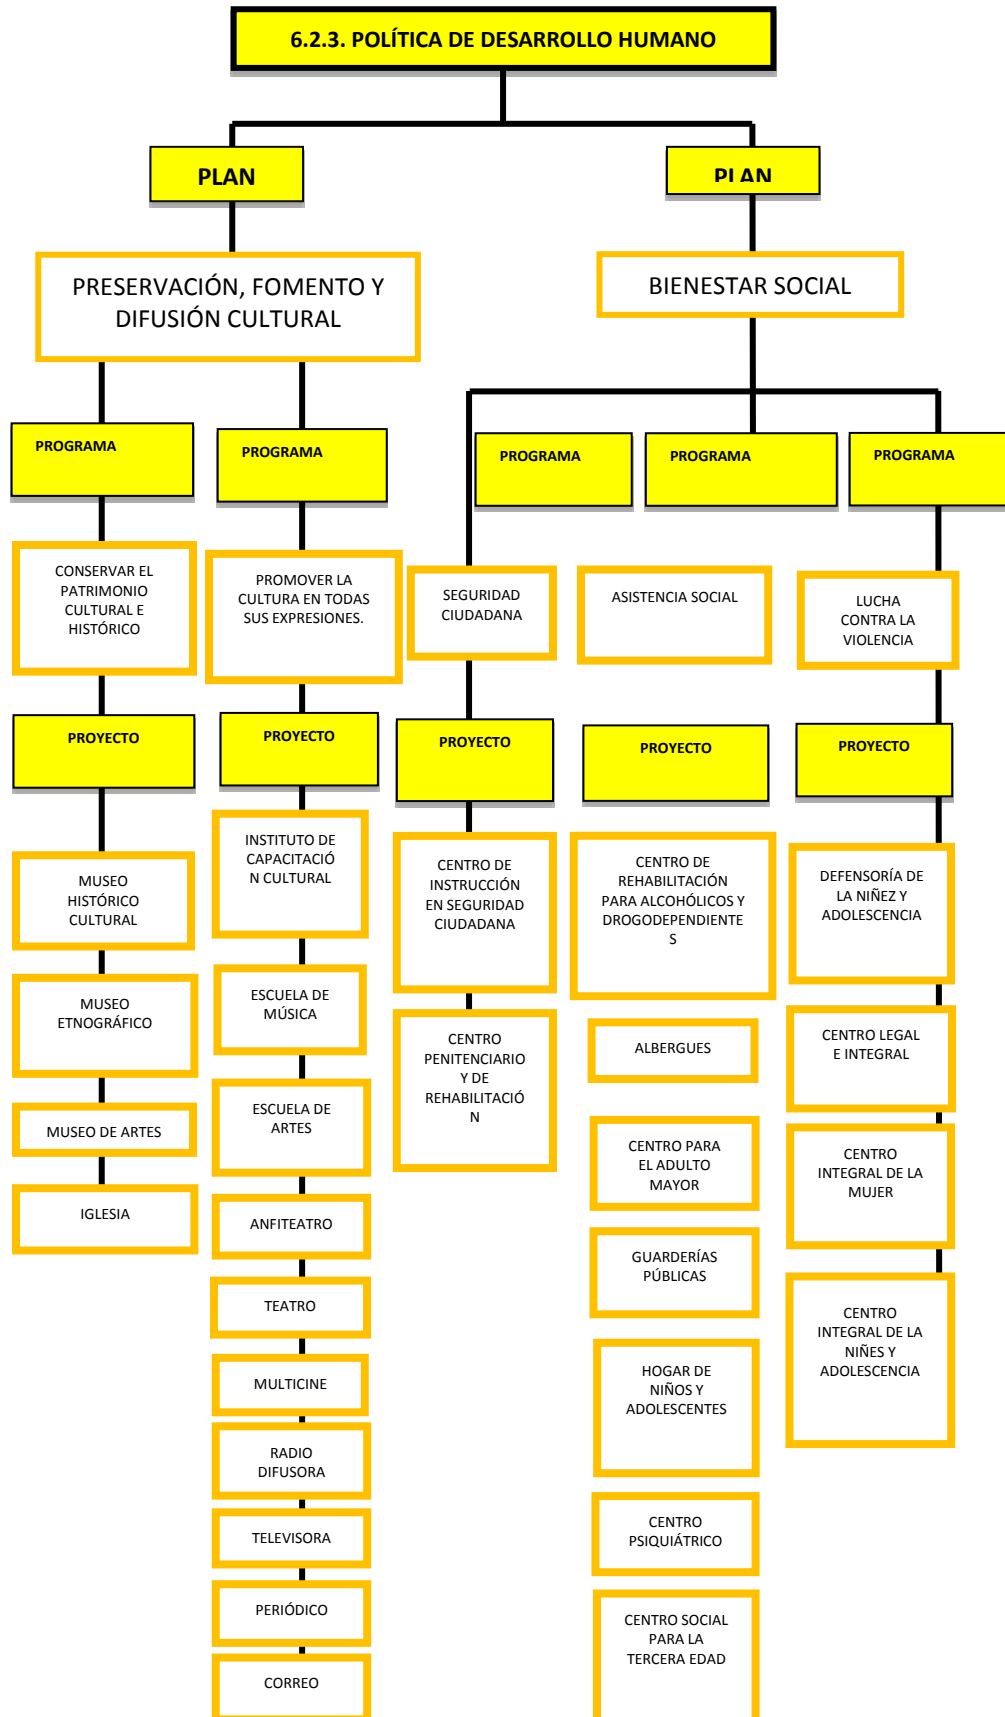 6.2.3. POLÍTICA DE DESARROLLO HUMANO
PLAN
PLAN
PRESERVACIÓN, FOMENTO Y
DIFUSIÓN CULTURAL
BIENESTAR SOCIAL
PROGRAMA
PROGRAMA
PROGRAMA
PROGRAMA
PROGRAMA
CONSERVAR EL
PATRIMONIO
CULTURAL E
HISTÓRICO
PROMOVER LA
CULTURA EN TODAS
SUS EXPRESIONES.
SEGURIDAD
CIUDADANA
ASISTENCIA SOCIAL
LUCHA
CONTRA LA
VIOLENCIA
PROYECTO
PROYECTO
PROYECTO
PROYECTO
PROYECTO
MUSEO
HISTÓRICO
CULTURAL
MUSEO
ETNOGRÁFICO
MUSEO DE ARTES
IGLESIA
INSTITUTO DE
CAPACITACIÓ
N CULTURAL
ESCUELA DE
MÚSICA
ESCUELA DE
ARTES
ANFITEATRO
TEATRO
MULTICINE
RADIO
DIFUSORA
TELEVISORA
PERIÓDICO
CORREO
CENTRO DE
INSTRUCCIÓN
EN SEGURIDAD
CIUDADANA
CENTRO
PENITENCIARIO
Y DE
REHABILITACIÓ
N
CENTRO DE
REHABILITACIÓN
PARA ALCOHÓLICOS Y
DROGODEPENDIENTE
S
ALBERGUES
CENTRO PARA
EL ADULTO
MAYOR
GUARDERÍAS
PÚBLICAS
HOGAR DE
NIÑOS Y
ADOLESCENTES
CENTRO
PSIQUIÁTRICO
CENTRO SOCIAL
PARA LA
TERCERA EDAD
DEFENSORÍA DE
LA NIÑEZ Y
ADOLESCENCIA
CENTRO LEGAL
E INTEGRAL
CENTRO
INTEGRAL DE LA
MUJER
CENTRO
INTEGRAL DE LA
NIÑES Y
ADOLESCENCIA